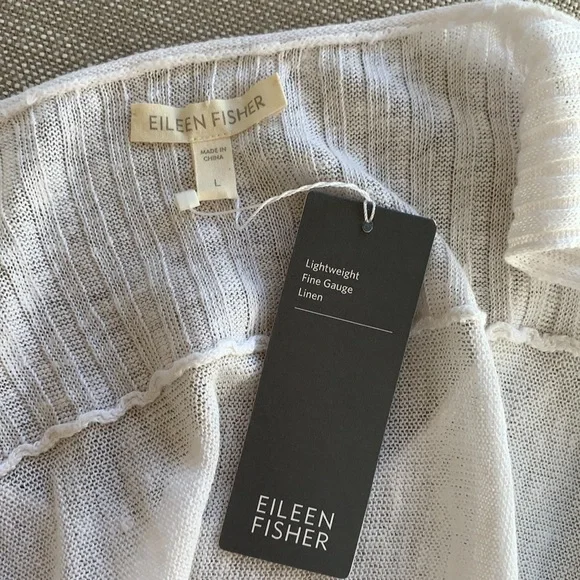 EILEEN FISHER
MADE IN
CHINA
L
Lightweight
Fine Gauge
Linen
EILEEN
FISHER